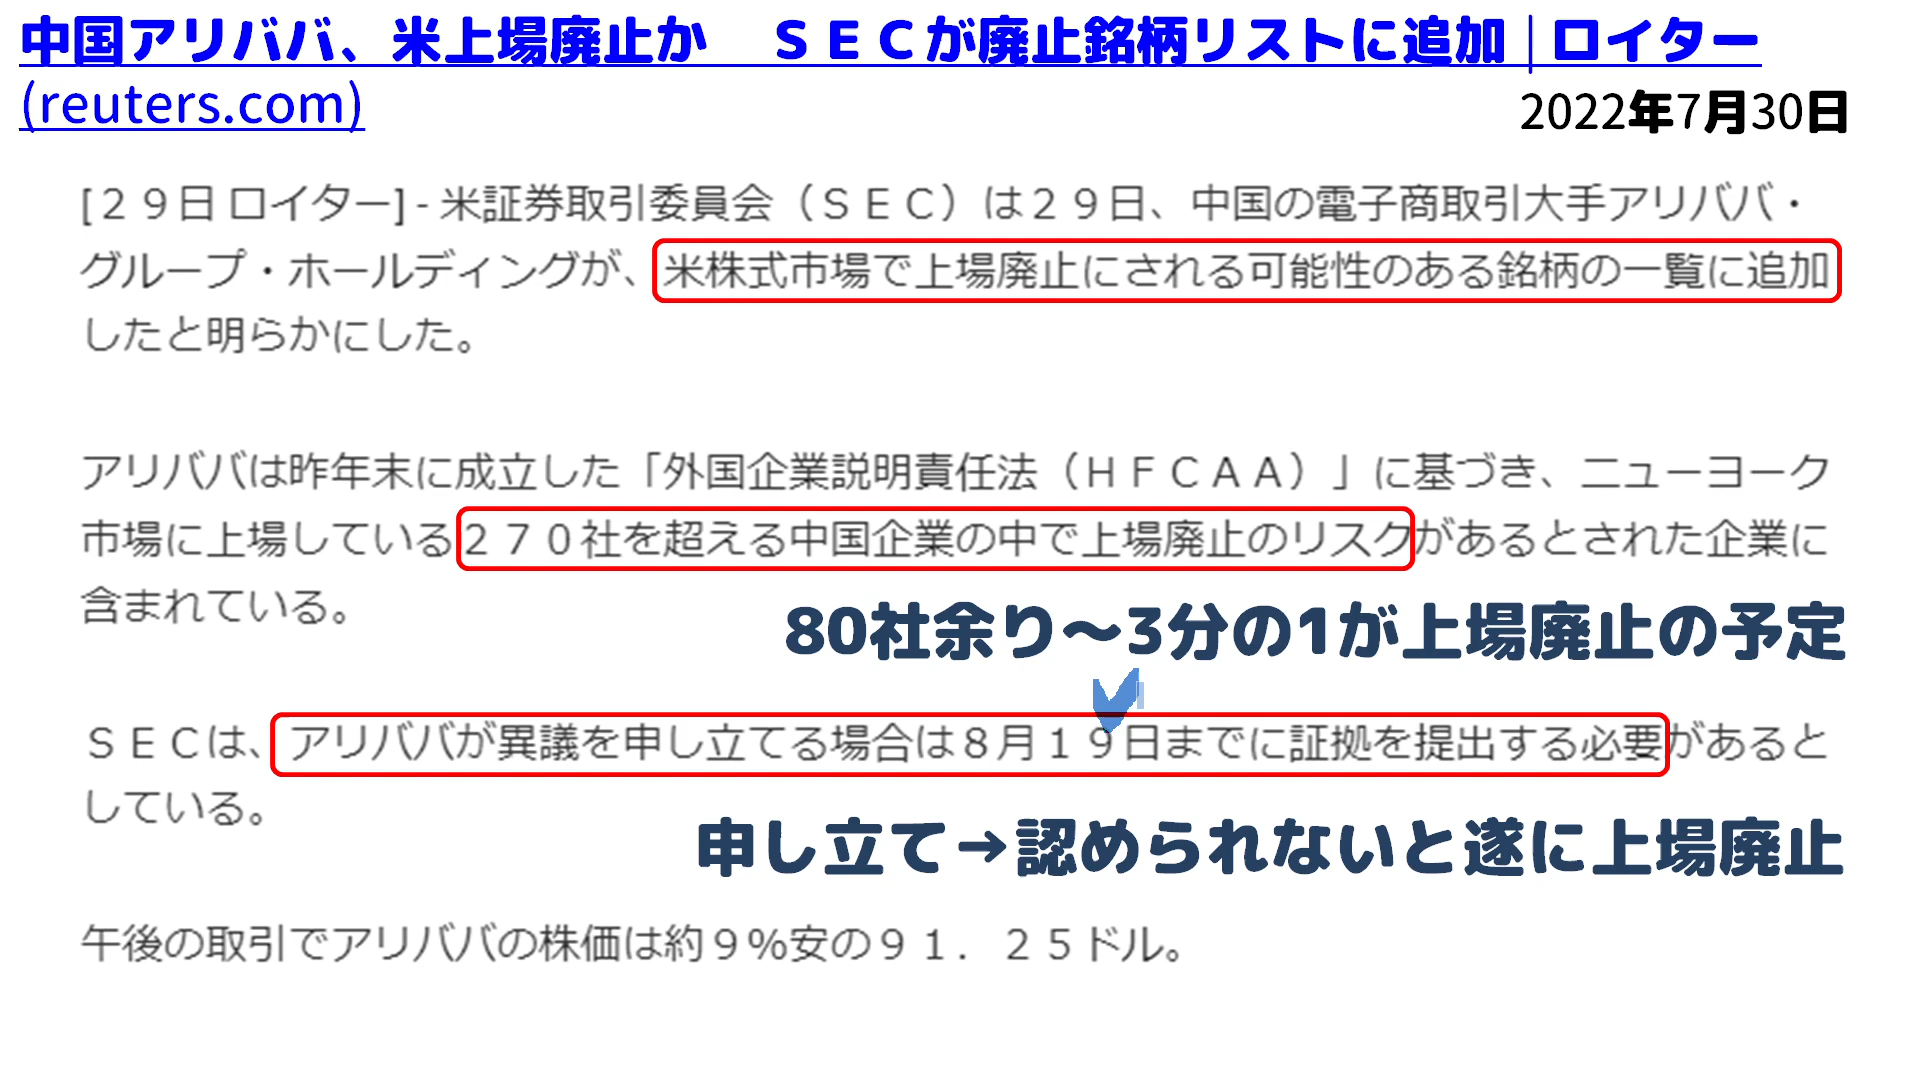 中国アリババ、米上場廃止か　ＳＥＣが廃止銘柄リストに追加 | ロイター
(reuters.com)
2022年7月30日
[２９日 ロイター] - 米証券取引委員会（ＳＥＣ）は２９日、中国の電子商取引大手アリババ・
グループ・ホールディングが、米株式市場で上場廃止にされる可能性のある銘柄の一覧に追加
したと明らかにした。
アリババは昨年末に成立した「外国企業説明責任法（ＨＦＣＡＡ）」に基づき、ニューヨーク
市場に上場している２７０社を超える中国企業の中で上場廃止のリスクがあるとされた企業に
含まれている。
80社余り～3分の1が上場廃止の予定
ＳＥＣは、アリババが異議を申し立てる場合は８月１９日までに証拠を提出する必要があると
している。
申し立て→認められないと遂に上場廃止
午後の取引でアリババの株価は約９％安の９１．２５ドル。